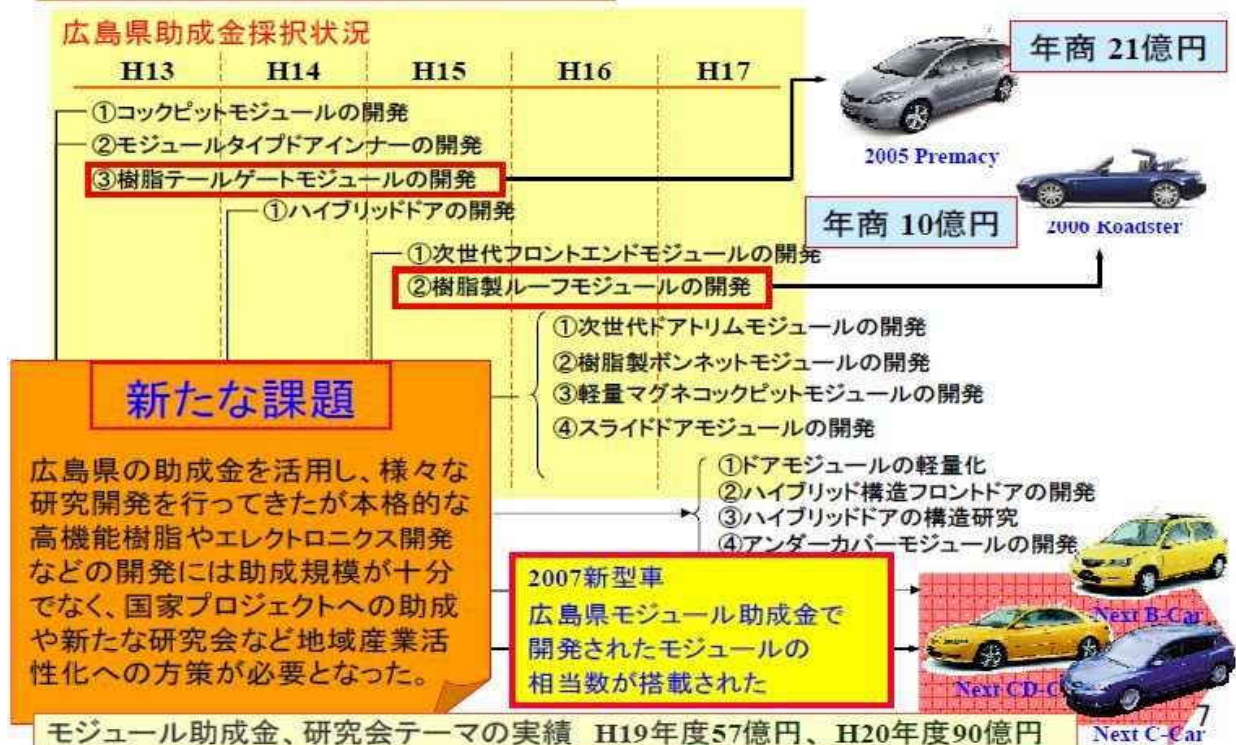 広島県助成金採択状況
H13 H14 H15 H16 H17
①コックピットモジュールの開発
②モジュールタイプドアインナーの開発
③樹脂テールゲートモジュールの開発
①ハイブリッドドアの開発
①次世代フロントエンドモジュールの開発
②樹脂製ルーフモジュールの開発
①次世代ドアトリムモジュールの開発
②樹脂製ボンネットモジュールの開発
③軽量マグネコックピットモジュールの開発
④スライドドアモジュールの開発
①ドアモジュールの軽量化
②ハイブリッド構造フロントドアの開発
③ハイブリッドドアの構造研究
④アンダーカバーモジュールの開発
年商 21億円
2005 Premacy
年商 10億円
2006 Roadster
新たな課題
広島県の助成金を活用し、様々な
研究開発を行ってきたが本格的な
高機能樹脂やエレクトロニクス開発
などの開発には助成規模が十分
でなく、国家プロジェクトへの助成
や新たな研究会など地域産業活
性化への方策が必要となった。
2007新型車
広島県モジュール助成金で
開発されたモジュールの
相当数が搭載された
Next B-Car
Next CD-C
Next C-Car
7
モジュール助成金、研究会テーマの実績 H19年度57億円、H20年度90億円